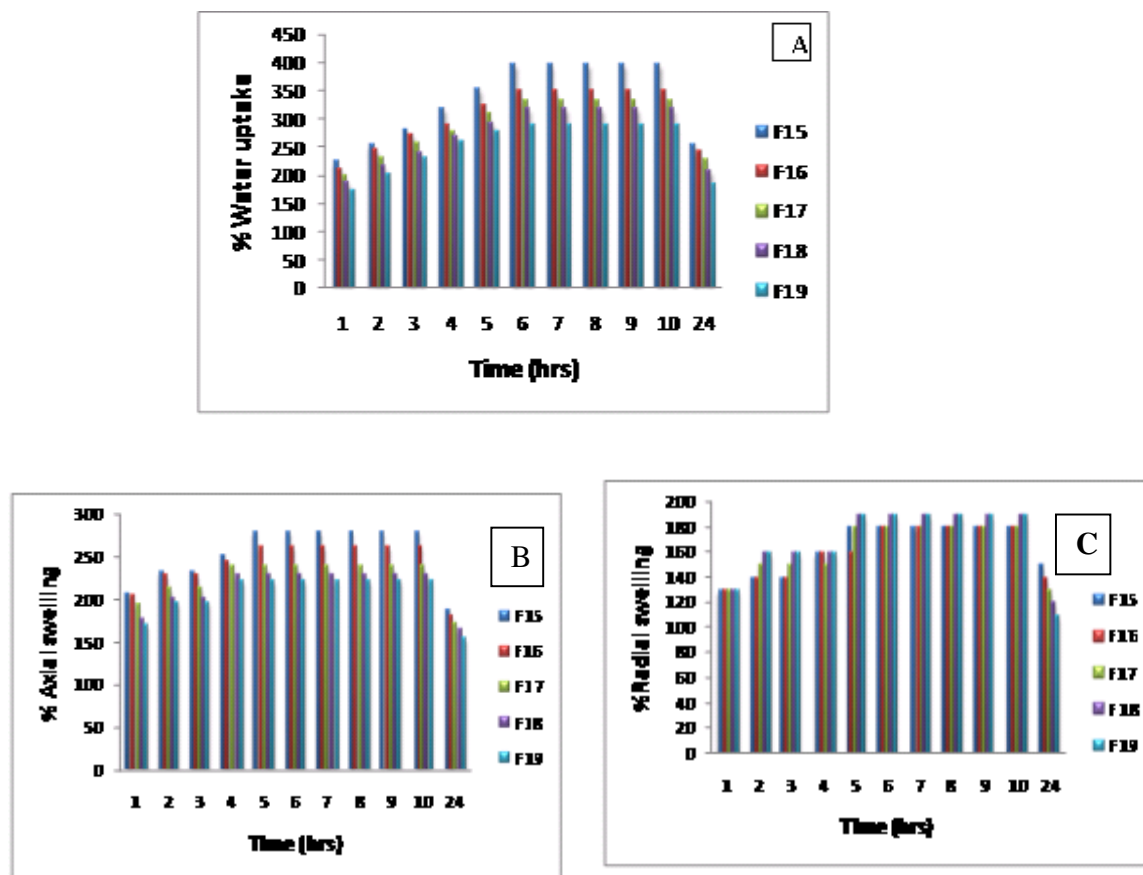 A
% Water uptake
450
400
350
300
250
200
150
100
50
0
1 2 3 4 5 6 7 8 9 10 24
Time (hrs)
F15
F16
F17
F18
F19
B
% Axial swelling
300
250
200
150
100
50
0
1 2 3 4 5 6 7 8 9 10 24
Time (hrs)
F15
F16
F17
F18
F19
C
%Radial swelling
200
180
160
140
120
100
80
60
40
20
0
1 2 3 4 5 6 7 8 9 10 24
Time (hrs)
F15
F16
F17
F18
F19